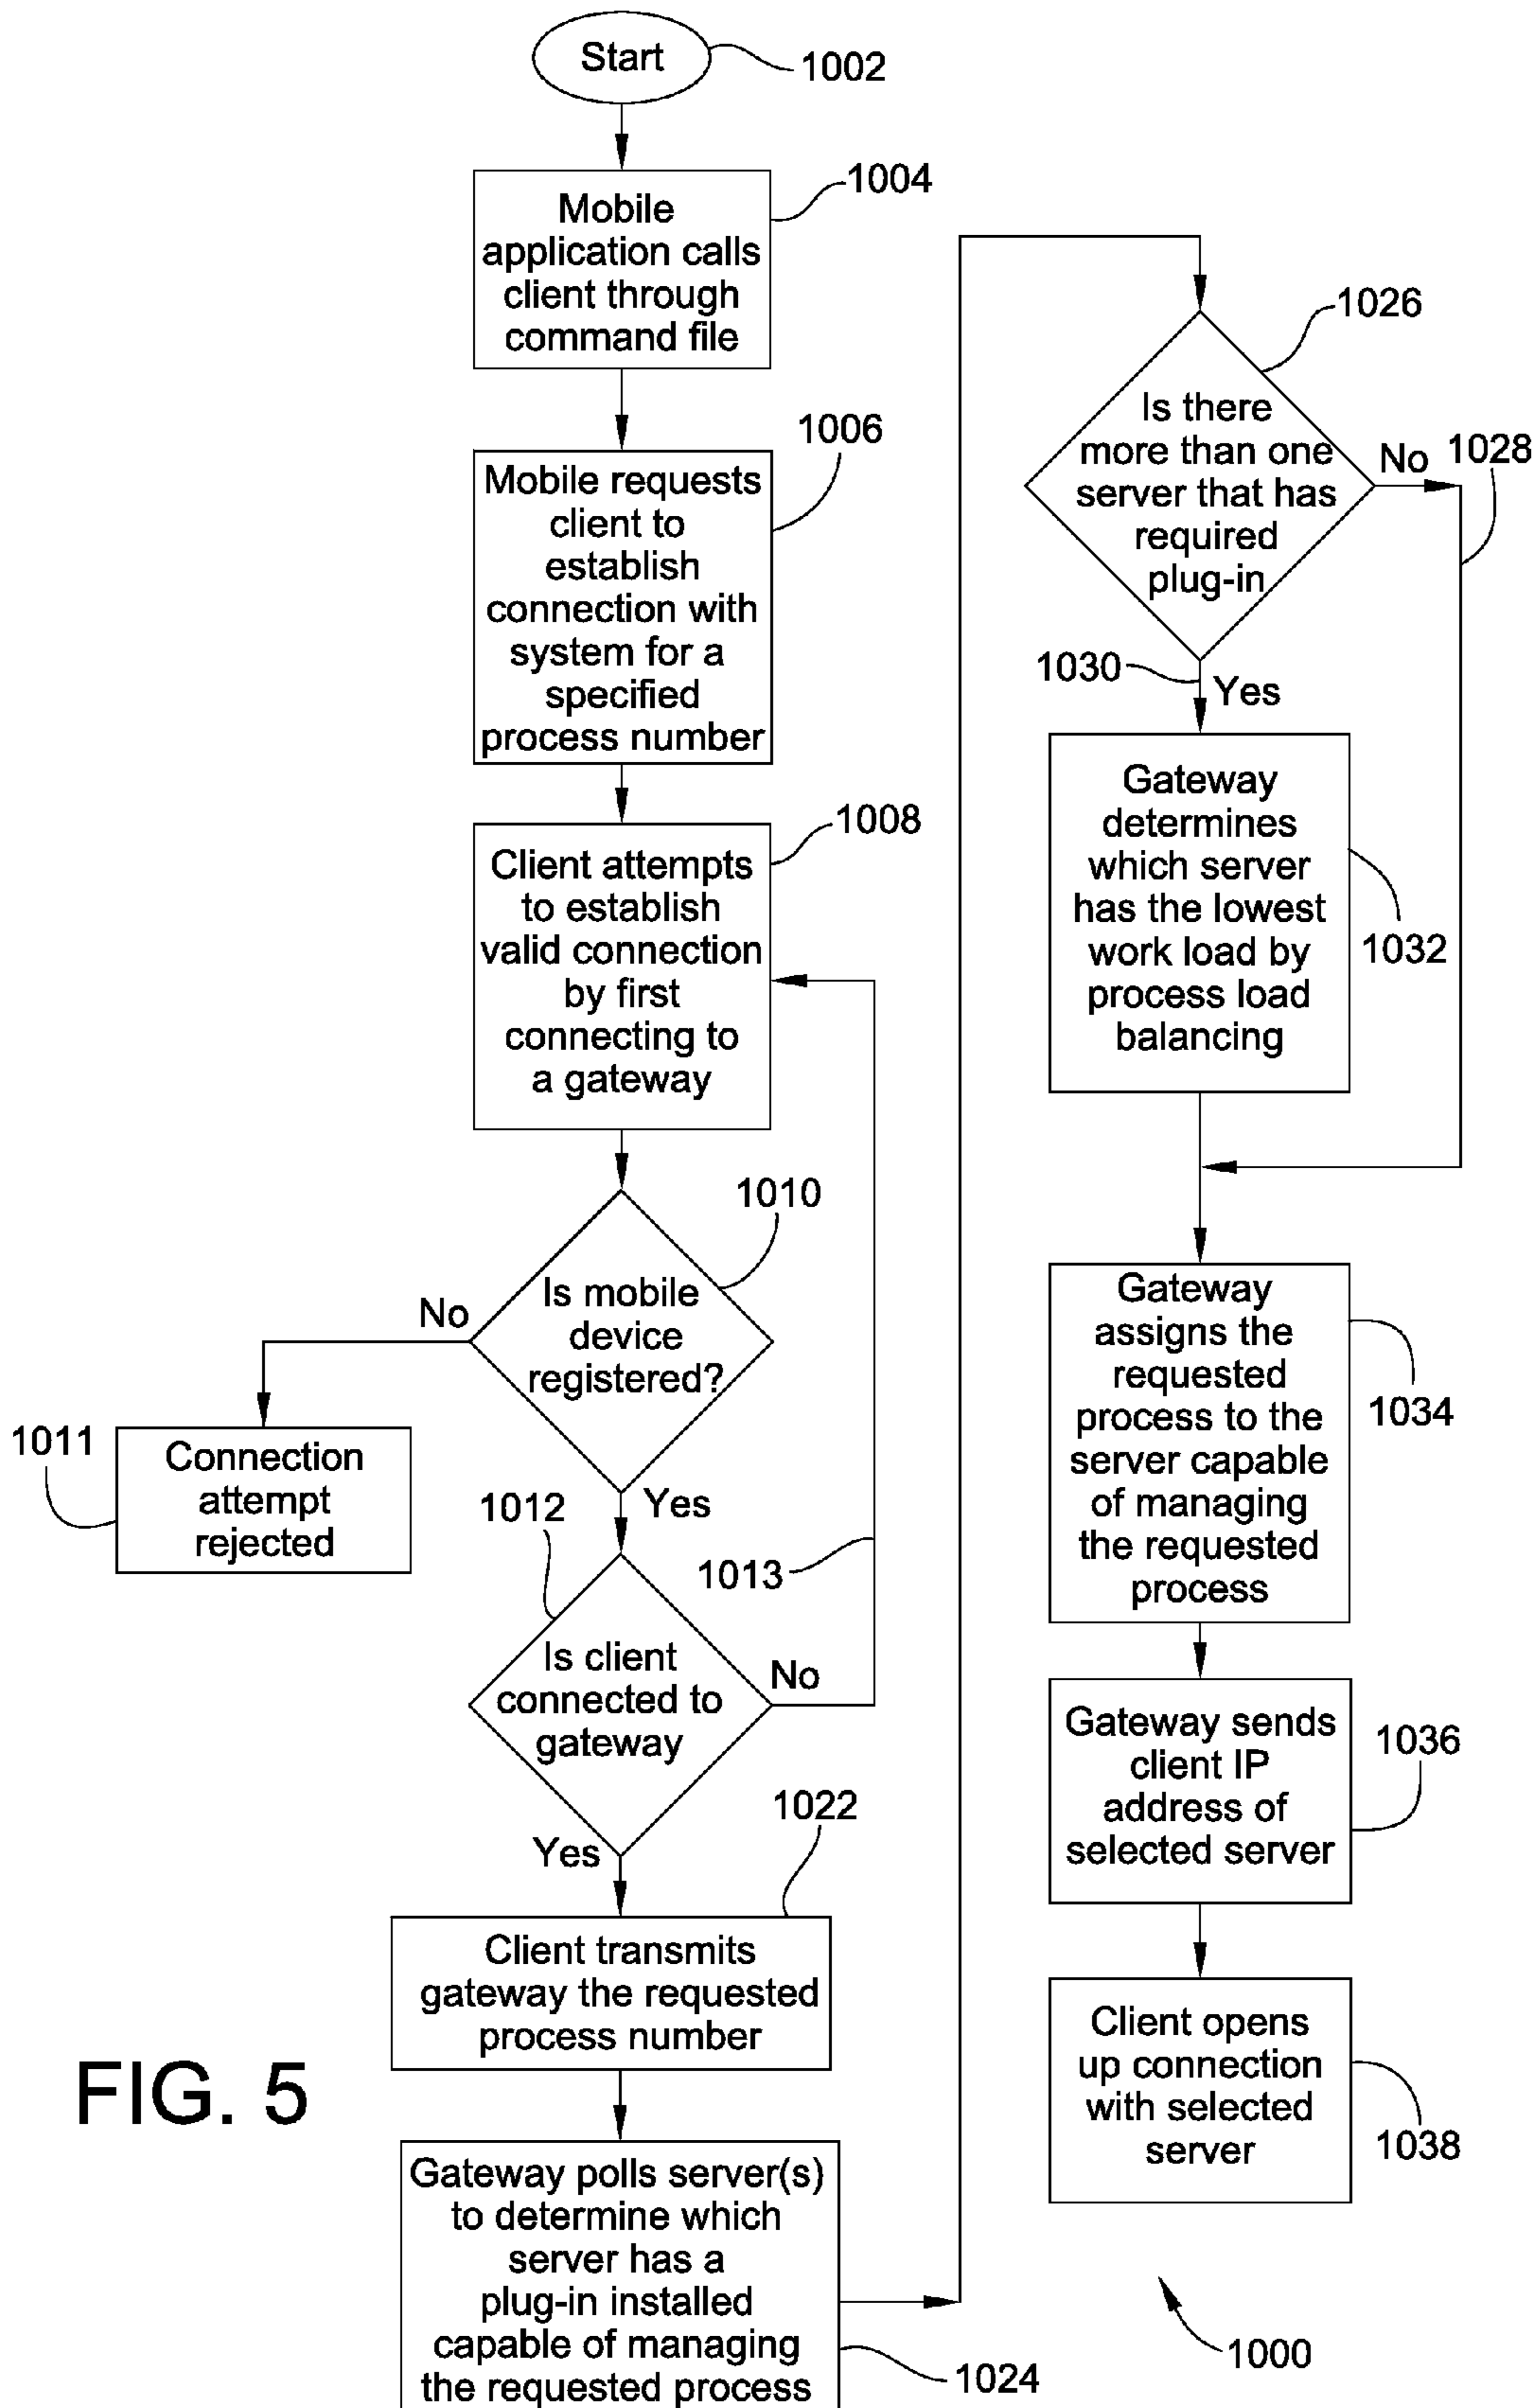 Start
1002
Mobile
application calls
client through
command file
1004
Mobile requests
client to
establish
connection with
system for a
specified
process number
1006
Client attempts
to establish
valid connection
by first
connecting to
a gateway
1008
Is mobile
device
registered?
1010
No
Connection
attempt
rejected
1011
Yes
1012
Is client
connected to
gateway
No
1013
Yes
1022
Client transmits
gateway the requested
process number
Gateway polls server(s)
to determine which
server has a
plug-in installed
capable of managing
the requested process
1024
Is there
more than one
server that has
required
plug-in
1026
No
1028
1030
Yes
Gateway
determines
which server
has the lowest
work load by
process load
balancing
1032
Gateway
assigns the
requested
process to the
server capable
of managing
the requested
process
1034
Gateway sends
client IP
address of
selected server
1036
Client opens
up connection
with selected
server
1038
1000
FIG. 5